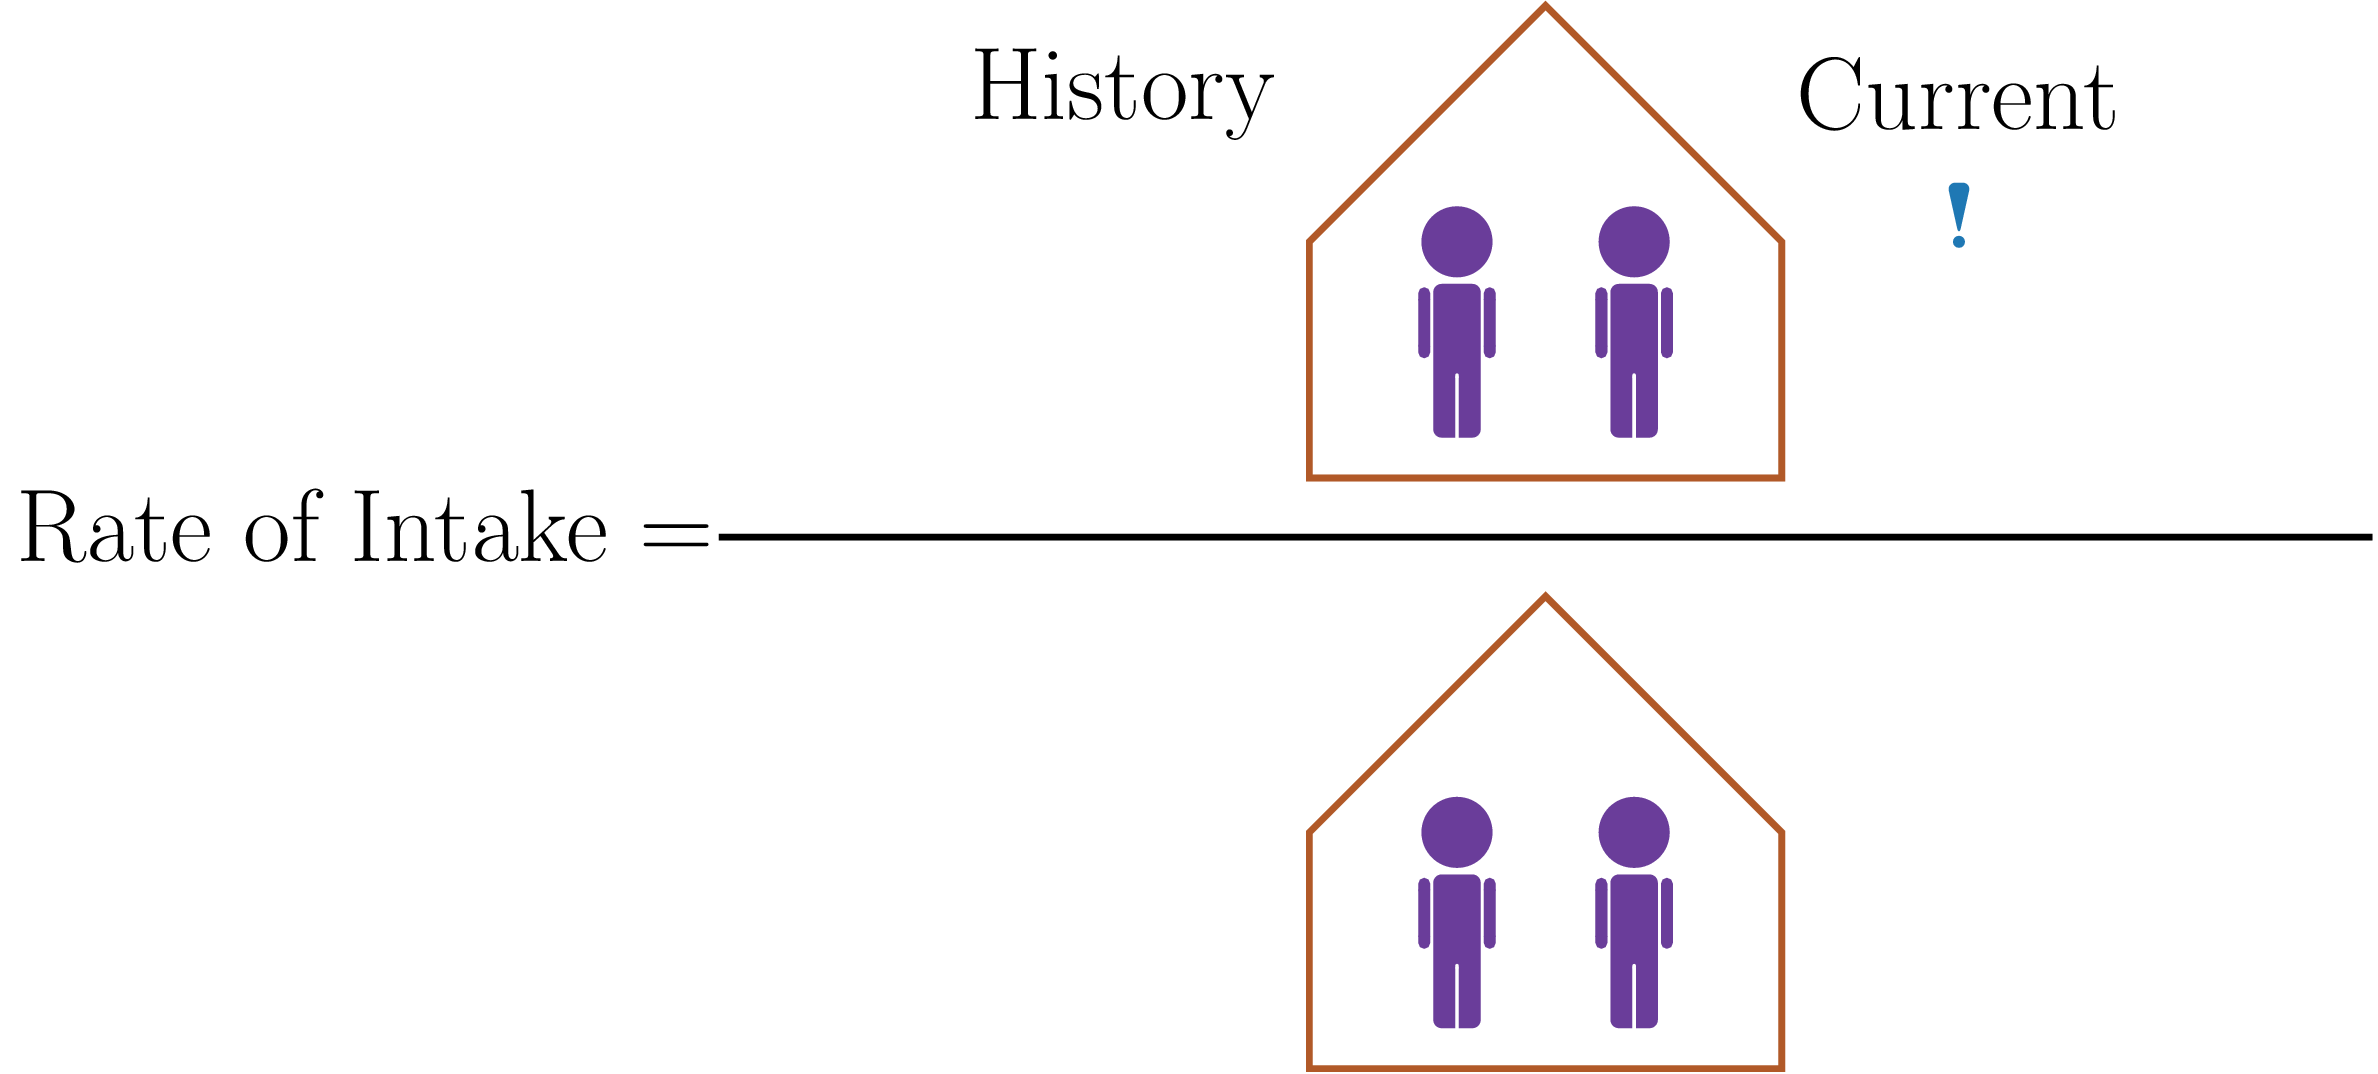 History
Current
!
Rate of Intake =